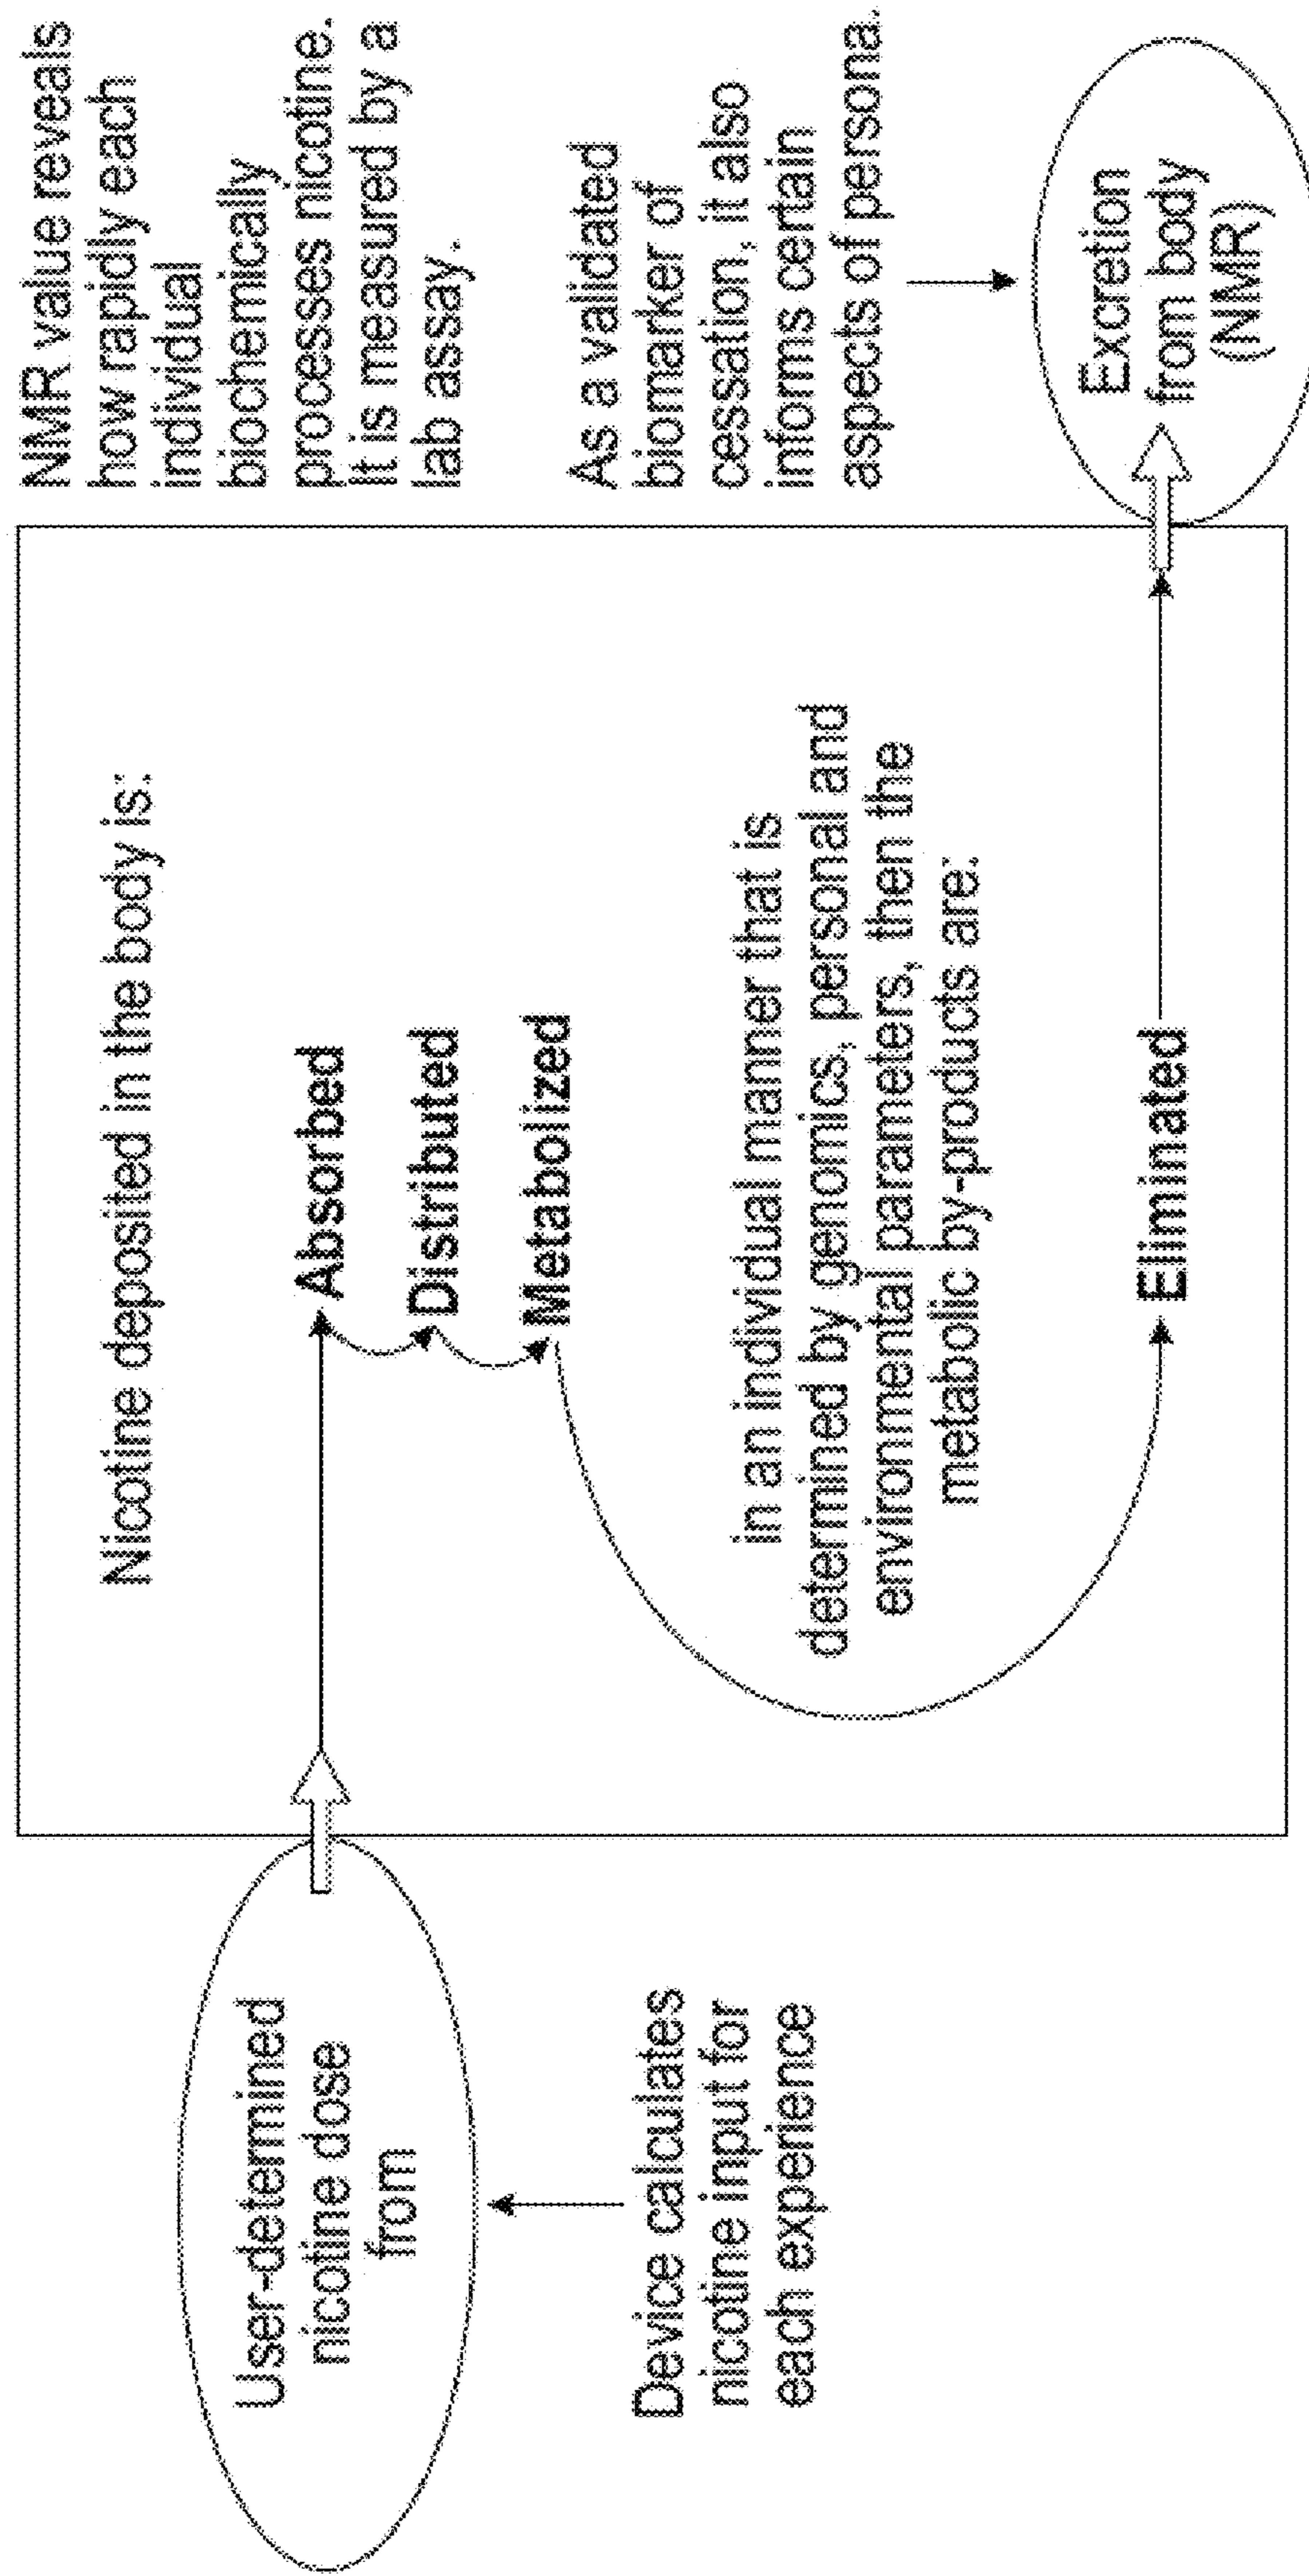 User-determined
nicotine dose
from
Device calculates
nicotine input for
each experience
Nicotine deposited in the body is:
Absorbed
Distributed
Metabolized
in an individual manner that is
determined by genomics, personal and
environmental parameters, then the
metabolic by-products are:
Eliminated
NMR value reveals
how rapidly each
individual
biochemically
processes nicotine.
It is measured by a
lab assay.
As a validated
biomarker of
cessation, it also
informs certain
aspects of persona.
Excretion
from body
(NMR)